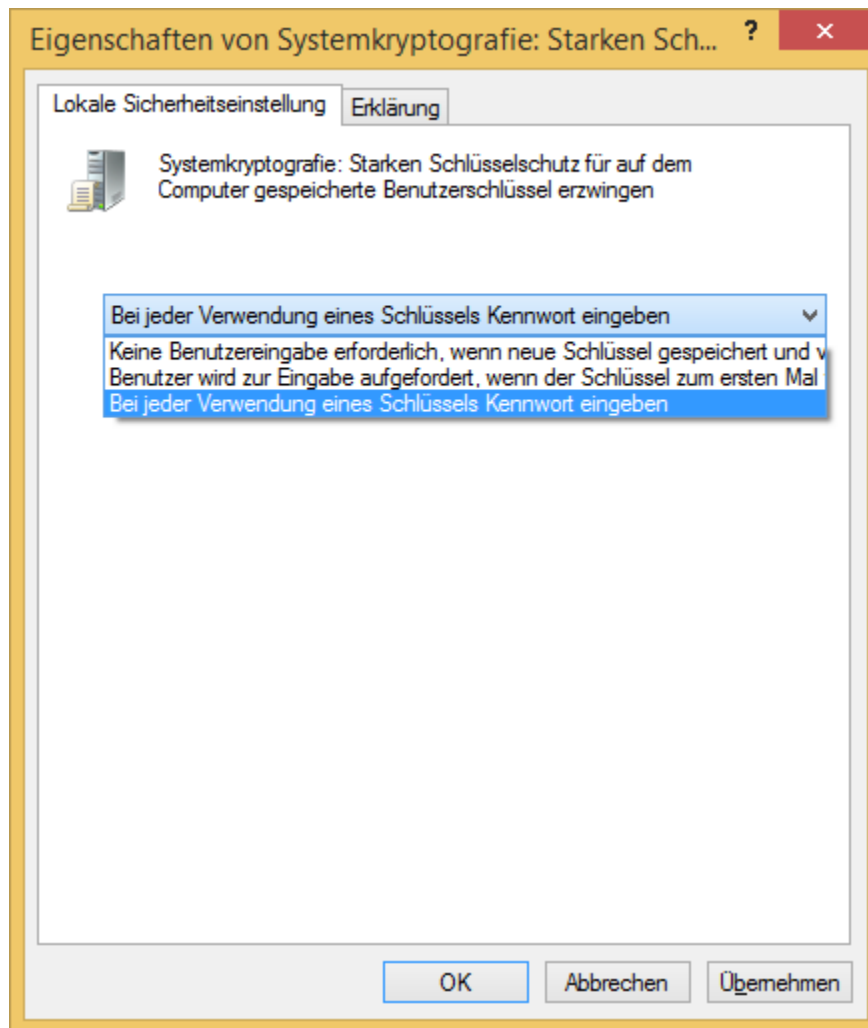 Eigenschaften von Systemkryptografie: Starken Sch... ?
Lokale Sicherheitseinstellung Erklärung
Systemkryptografie: Starken Schlüsselschutz für auf dem
Computer gespeicherte Benutzerschlüssel erzwingen
Bei jeder Verwendung eines Schlüssels Kennwort eingeben
Keine Benutzereingabe erforderlich, wenn neue Schlüssel gespeichert und
Benutzer wird zur Eingabe aufgefordert, wenn der Schlüssel zum ersten Mal
Bei jeder Verwendung eines Schlüssels Kennwort eingeben
OK Abbrechen Übernehmen